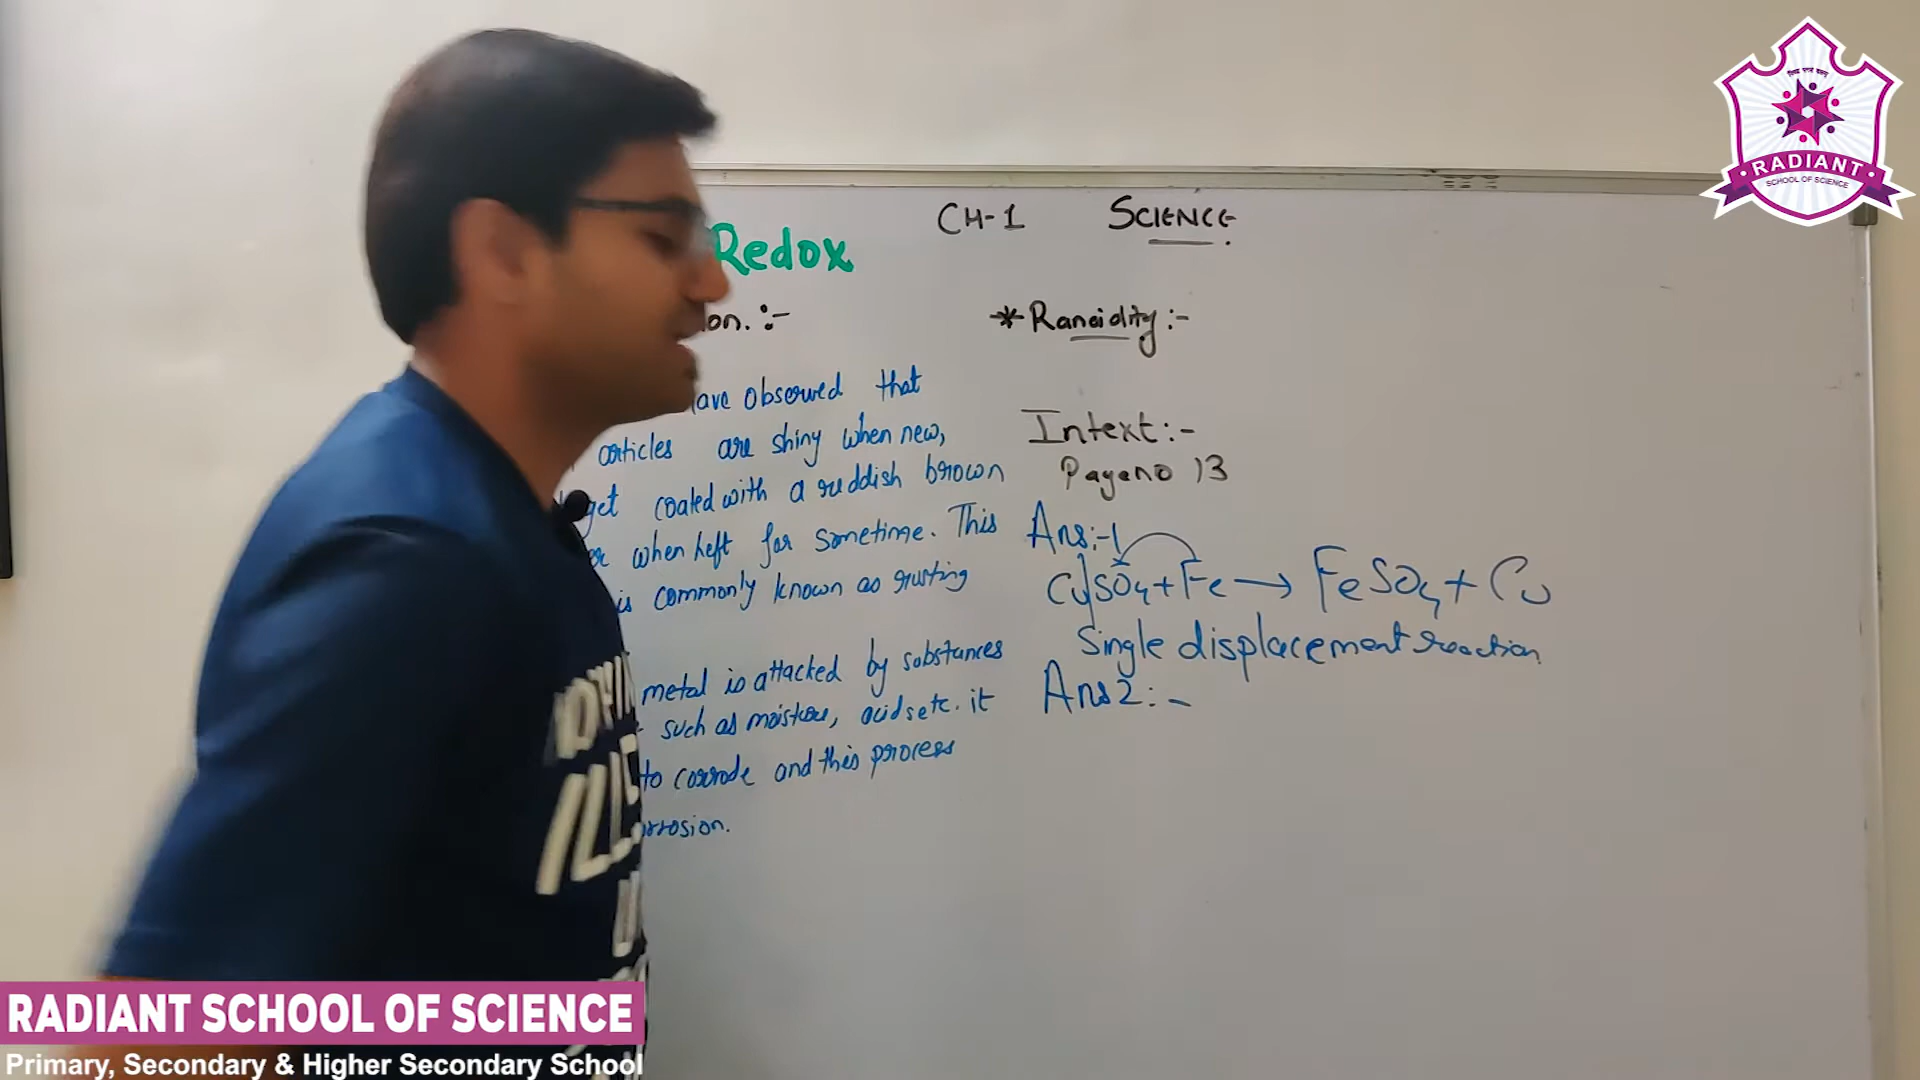 CH-1 SCIENCE
Redox
on. :-
ave observed that
articles are shiny when new,
get coated with a reddish brown
when left for sometime. This
is commonly known as rusting
metal is attacked by substances
such as moisture, acids etc. it
to corrode and this process
rrosion.
* Rancidity :-
Intext :-
Page no 13
Ans :- 1
CuSO4 + Fe → FeSO4 + Cu
Single displacement reaction
Ans 2 : -
RADIANT
SCHOOL OF SCIENCE
RADIANT SCHOOL OF SCIENCE
Primary, Secondary & Higher Secondary School